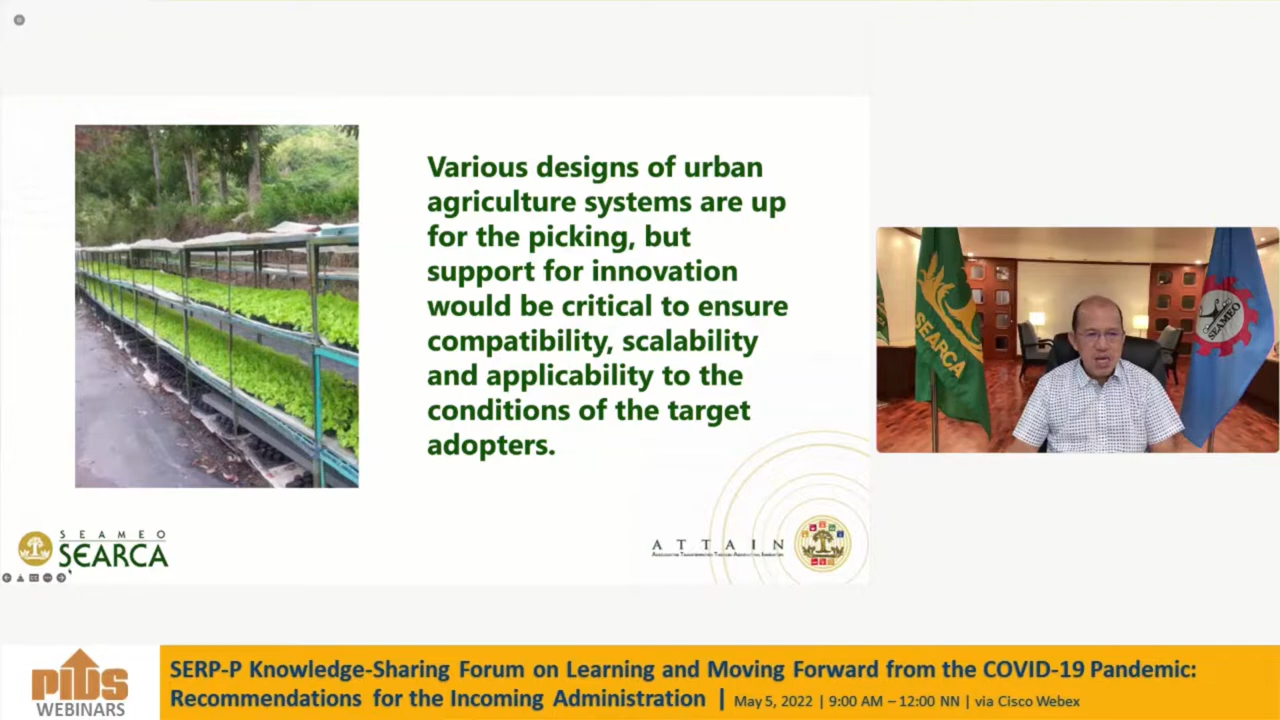 Various designs of urban
agriculture systems are up
for the picking, but
support for innovation
would be critical to ensure
compatibility, scalability
and applicability to the
conditions of the target
adopters.
SEAMEO
SEARCA
ATTAIN
SEARCA
SEAMEO
PIDS
WEBINARS
SERP-P Knowledge-Sharing Forum on Learning and Moving Forward from the COVID-19 Pandemic:
Recommendations for the Incoming Administration | May 5, 2022 | 9:00 AM – 12:00 NN | via Cisco Webex